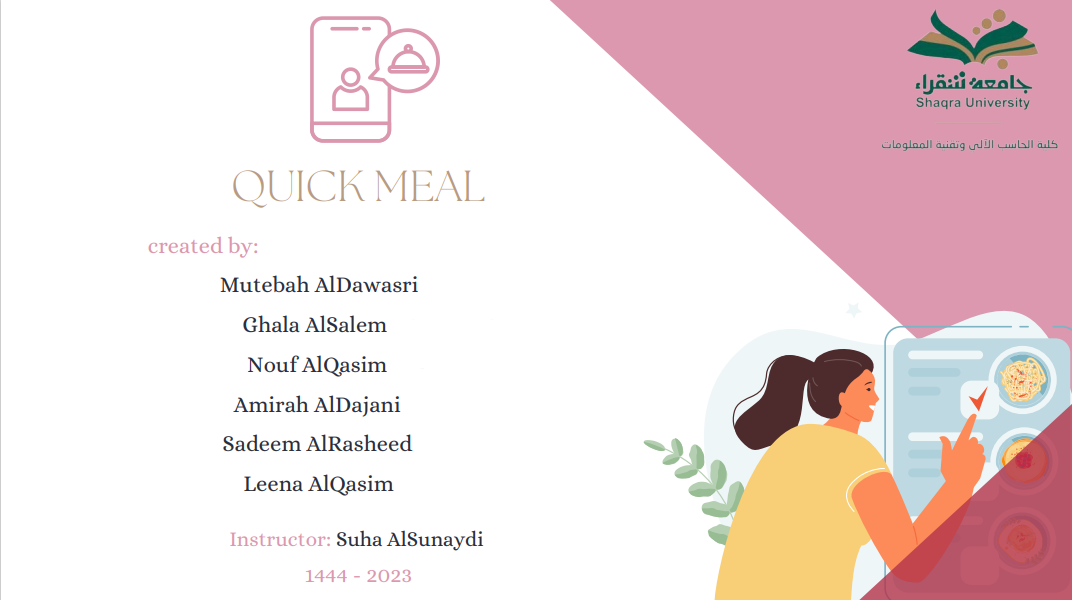 QUICK MEAL
created by:
Mutebah AlDawasri
Ghala AlSalem
Nouf AlQasim
Amirah AlDajani
Sadeem AlRasheed
Leena AlQasim
Instructor: Suha AlSunaydi
1444 - 2023
جامعة شقراء
Shaqra University
كلية الحاسب الآلي وتقنية المعلومات